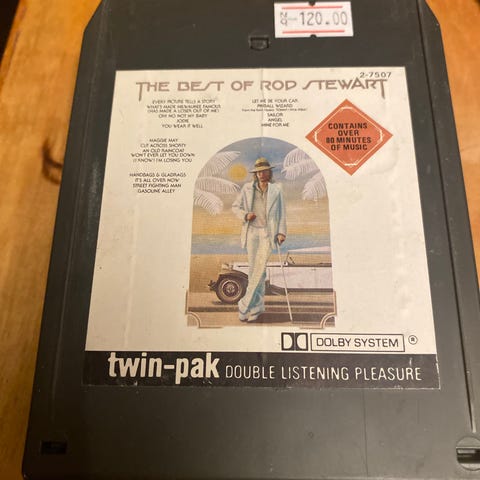 29 120.00
2-7507
THE BEST OF ROD STEWART
EVERY PICTURE TELLS A STORY
WHAT'S MADE MILWAUKEE FAMOUS
(HAS MADE A LOSER OUT OF ME)
OH! NO NOT MY BABY
JODIE
YOU WEAR IT WELL
LET ME BE YOUR CAR
PINBALL WIZARD
SAILOR
ANGEL
MINE FOR ME
MAGGIE MAY
CUT ACROSS SHORTY
AN OLD RAINCOAT
WON'T EVER LET YOU DOWN
(I KNOW) I'M LOSING YOU
HANDBAGS & GLADRAGS
IT'S ALL OVER NOW
STREET FIGHTING MAN
GASOLINE ALLEY
CONTAINS
OVER
80 MINUTES
OF MUSIC
DOLBY SYSTEM ®
twin-pak DOUBLE LISTENING PLEASURE